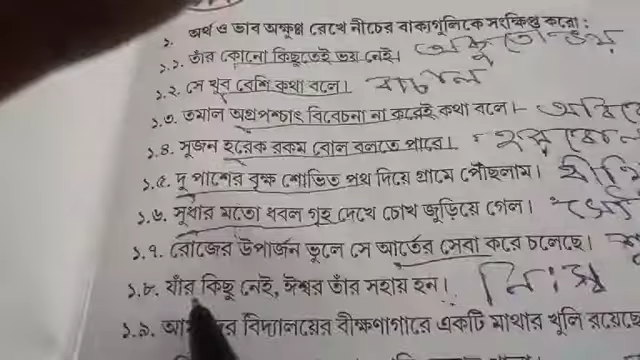 ১. অর্থ ও ভাব অক্ষুণ্ণ রেখে নীচের বাক্যগুলিকে সংক্ষিপ্ত করো:
১.১. তাঁর কোনো কিছুতেই ভয় নেই। অকুতোভয়
১.২. সে খুব বেশি কথা বলে। বাচাল
১.৩. তমাল অগ্রপশ্চাৎ বিবেচনা না করেই কথা বলে।
১.৪. সুজন হরেক রকম বোল বলতে পারে।
১.৫. দু পাশের বৃক্ষ শোভিত পথ দিয়ে গ্রামে পৌঁছলাম।
১.৬. সুধার মতো ধবল গৃহ দেখে চোখ জুড়িয়ে গেল।
১.৭. রোজের উপার্জন ভুলে সে আর্তের সেবা করে চলেছে।
১.৮. যাঁর কিছু নেই, ঈশ্বর তাঁর সহায় হন। নিঃস্ব
১.৯. বিদ্যালয়ের বীক্ষণাগারে একটি মাথার খুলি রয়েছে